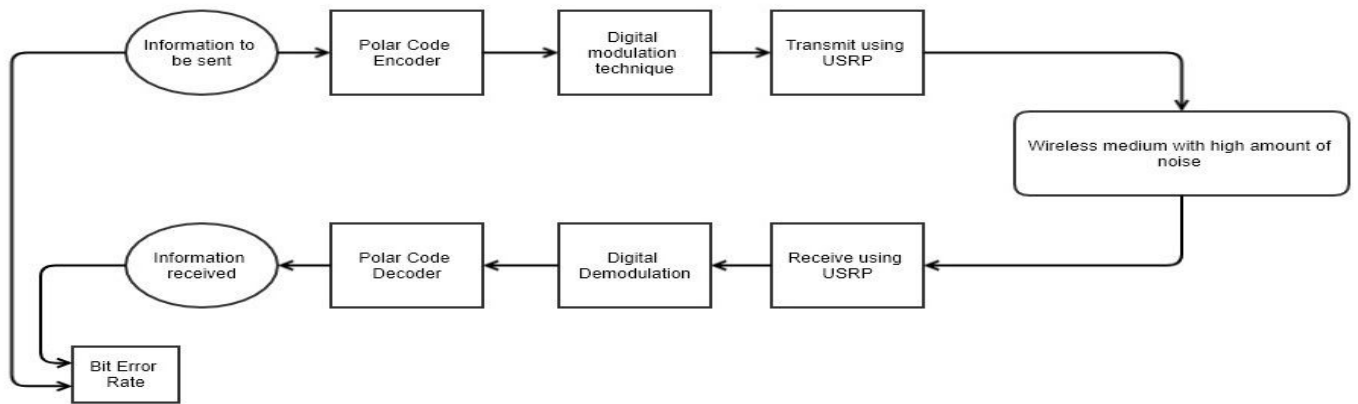 Information to
be sent
Polar Code
Encoder
Digital
modulation
technique
Transmit using
USRP
Wireless medium with high amount of
noise
Information
received
Polar Code
Decoder
Digital
Demodulation
Receive using
USRP
Bit Error
Rate